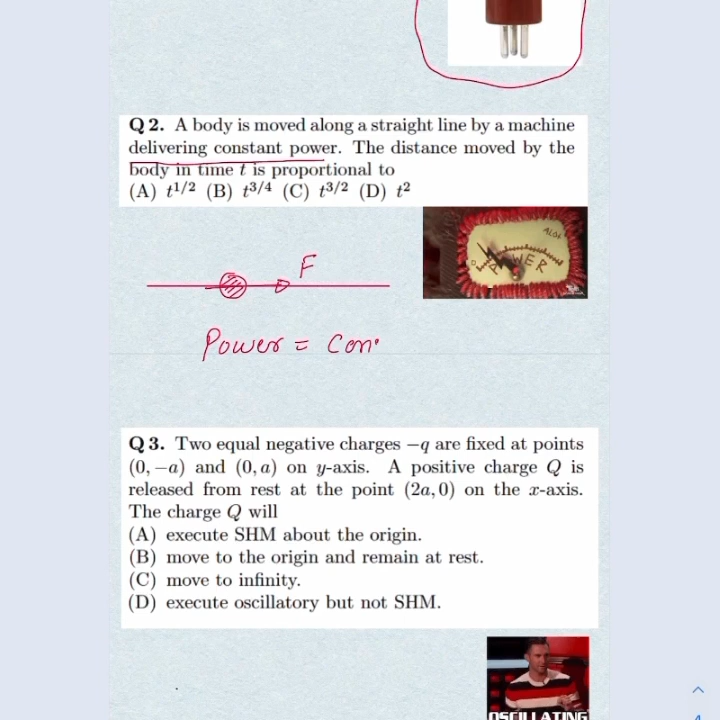 Q 2. A body is moved along a straight line by a machine
delivering constant power. The distance moved by the
body in time t is proportional to
(A) t^1/2 (B) t^3/4 (C) t^3/2 (D) t^2
POWER
F
Power = Con
Q 3. Two equal negative charges −q are fixed at points
(0, −a) and (0, a) on y-axis. A positive charge Q is
released from rest at the point (2a, 0) on the x-axis.
The charge Q will
(A) execute SHM about the origin.
(B) move to the origin and remain at rest.
(C) move to infinity.
(D) execute oscillatory but not SHM.
OSCILLATING